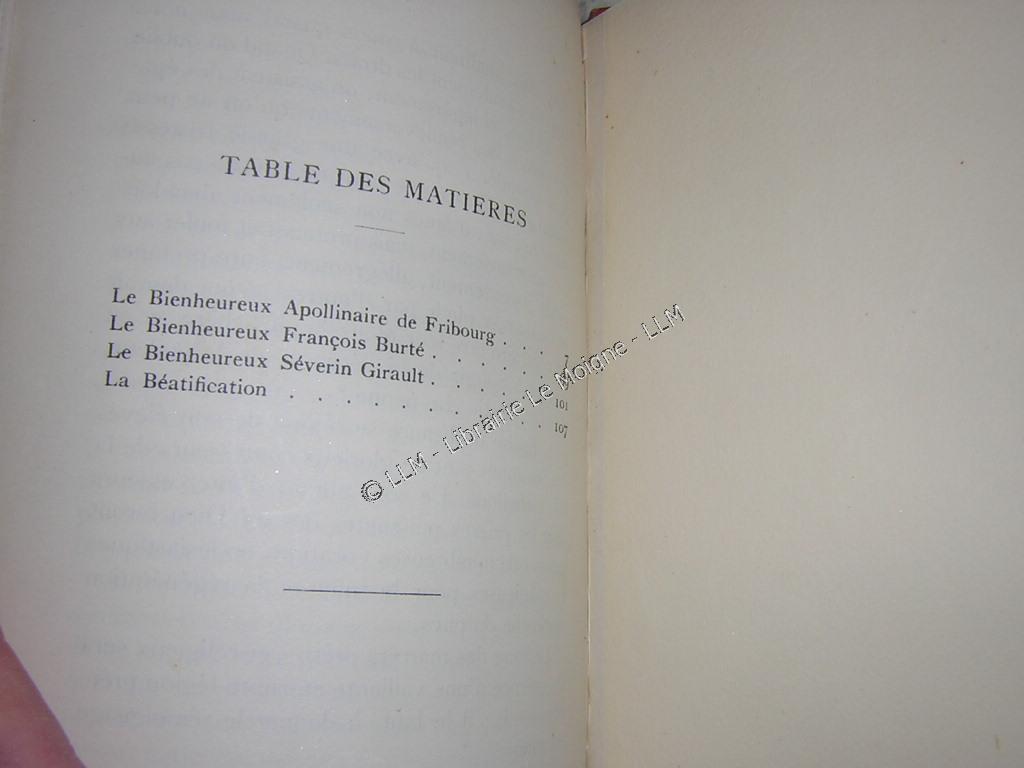 TABLE DES MATIERES
Le Bienheureux Apollinaire de Fribourg . . . 7
Le Bienheureux François Burté . . . . . .
Le Bienheureux Séverin Girault . . . . . . 101
La Béatification . . . . . . . . . . 107
© LLM - Librairie Le Moigne - LLM